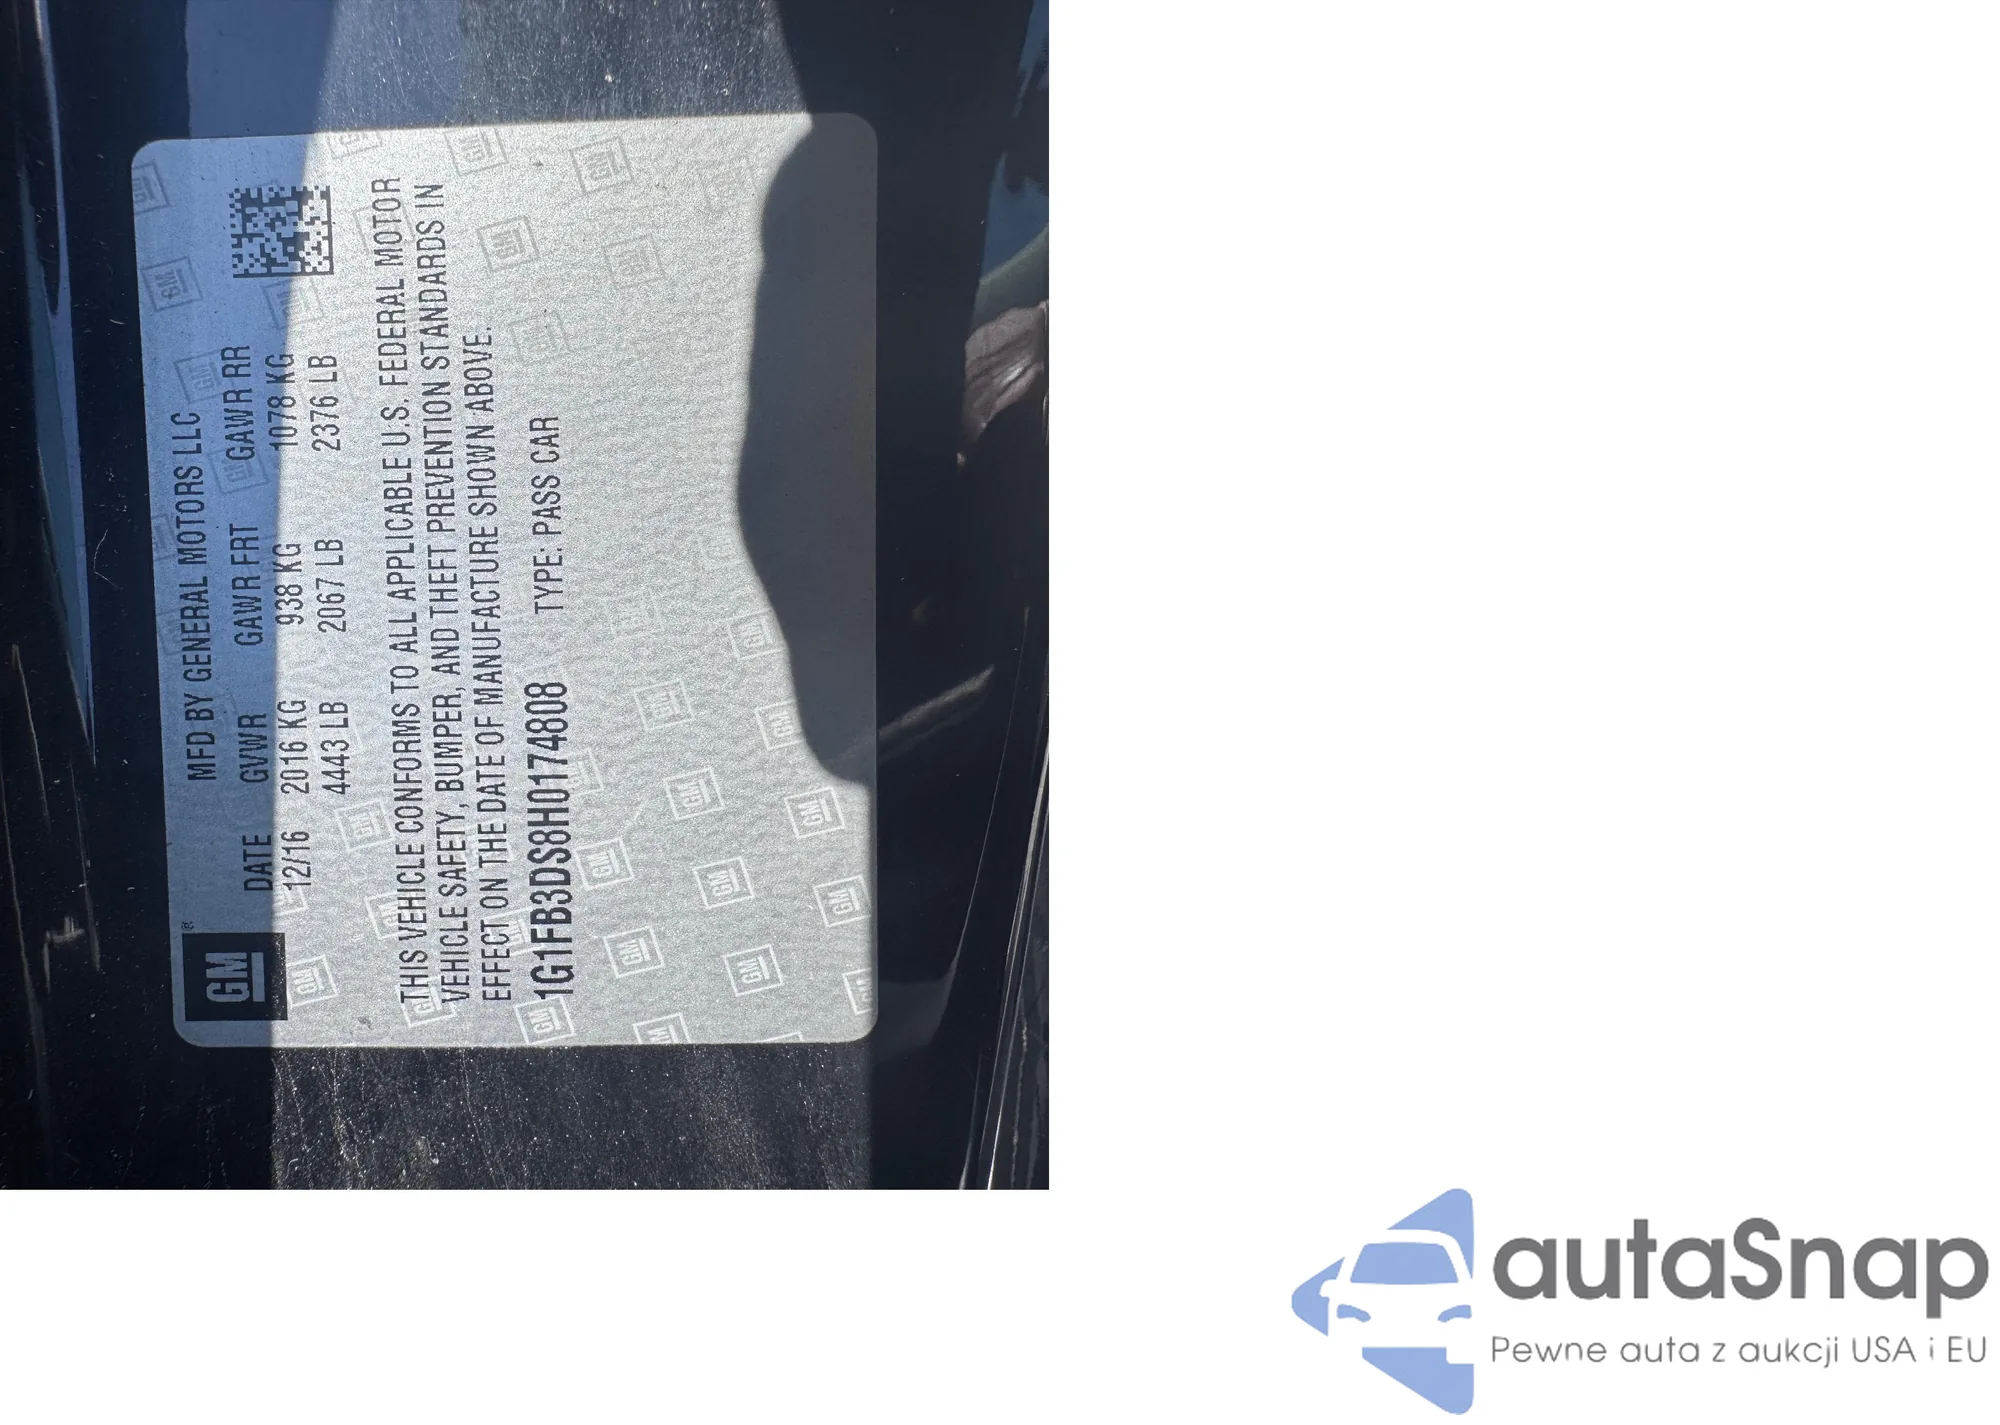 GM
MFD BY GENERAL MOTORS LLC
DATE GVWR GAWR FRT GAWR RR
12/16 2016 KG 938 KG 1078 KG
4443 LB 2067 LB 2376 LB
THIS VEHICLE CONFORMS TO ALL APPLICABLE U.S. FEDERAL MOTOR
VEHICLE SAFETY, BUMPER, AND THEFT PREVENTION STANDARDS IN
EFFECT ON THE DATE OF MANUFACTURE SHOWN ABOVE.
1G1FB3DS8H0174808 TYPE: PASS CAR
autaSnap
Pewne auta z aukcji USA i EU